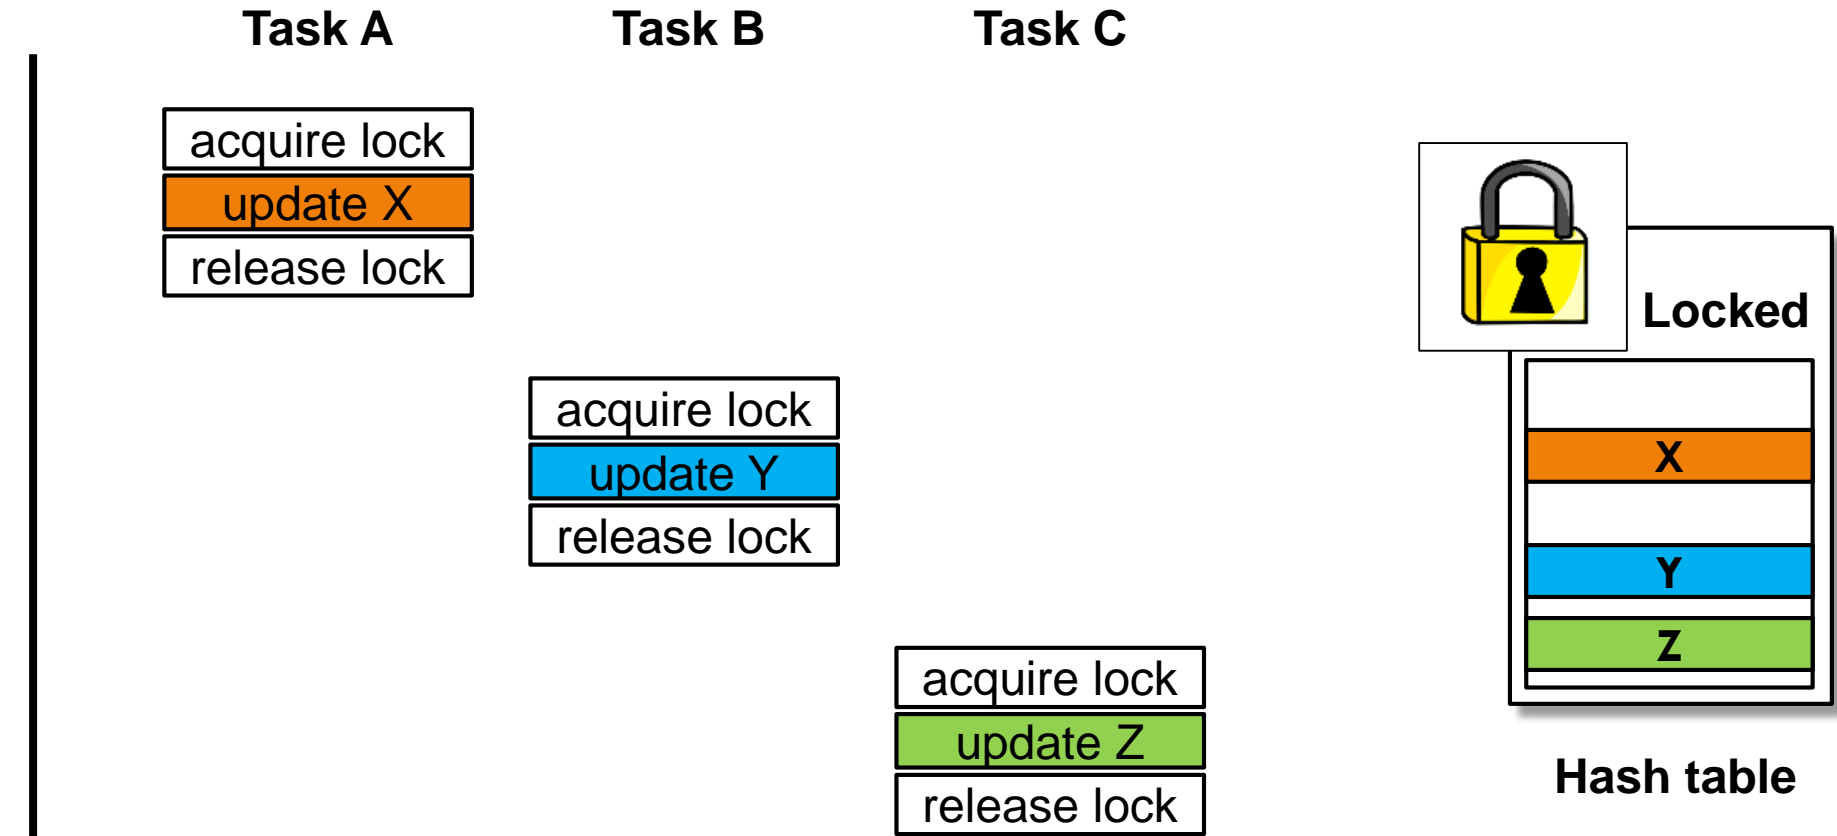 Task A
Task B
Task C
acquire lock
update X
release lock
acquire lock
update Y
release lock
acquire lock
update Z
release lock
Locked
X
Y
Z
Hash table